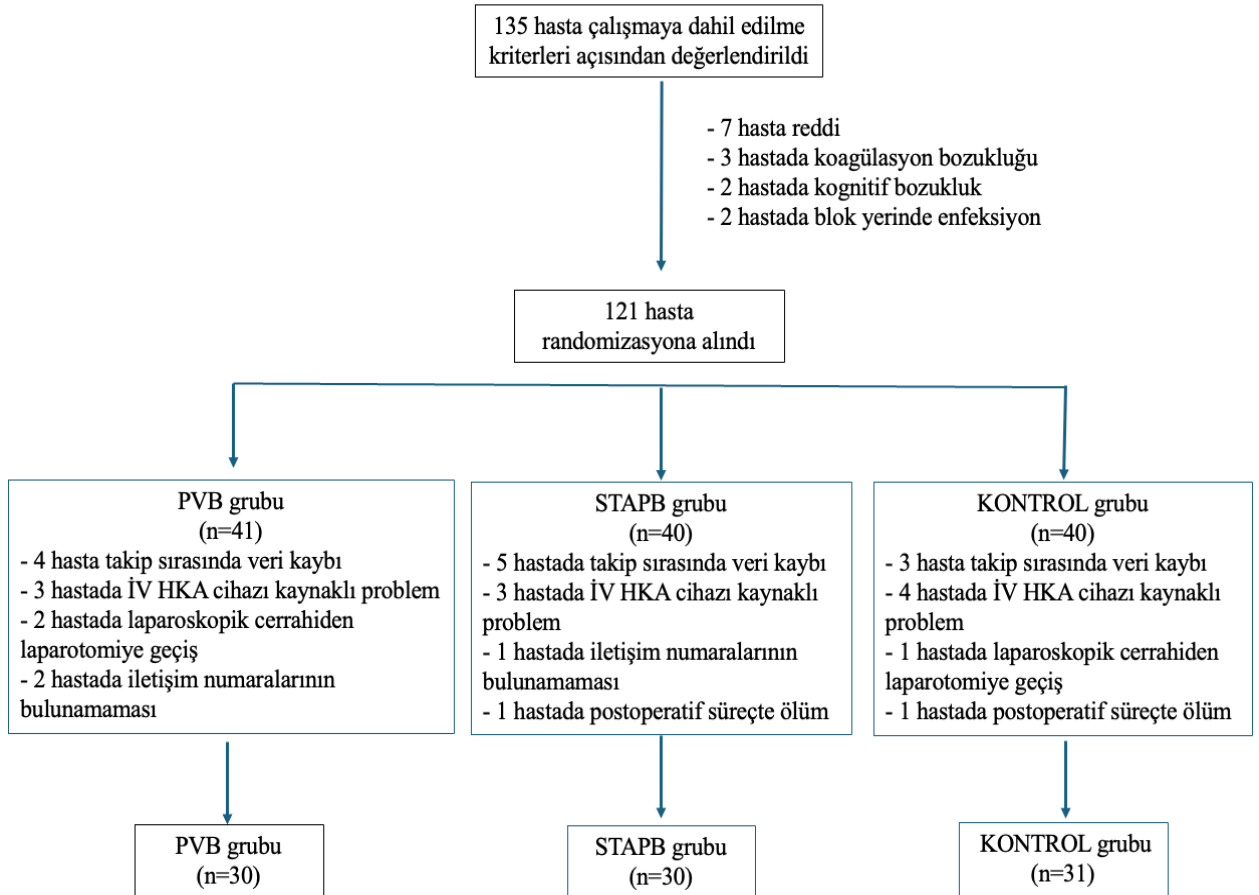 135 hasta çalışmaya dahil edilme
kriterleri açısından değerlendirildi
- 7 hasta reddi
- 3 hastada koagülasyon bozukluğu
- 2 hastada kognitif bozukluk
- 2 hastada blok yerinde enfeksiyon
121 hasta
randomizasyona alındı
PVB grubu
(n=41)
- 4 hasta takip sırasında veri kaybı
- 3 hastada İV HKA cihazı kaynaklı problem
- 2 hastada laparoskopik cerrahiden
laparotomiye geçiş
- 2 hastada iletişim numaralarının
bulunamaması
STAPB grubu
(n=40)
- 5 hastada takip sırasında veri kaybı
- 3 hastada İV HKA cihazı kaynaklı
problem
- 1 hastada iletişim numaralarının
bulunamaması
- 1 hastada postoperatif süreçte ölüm
KONTROL grubu
(n=40)
- 3 hasta takip sırasında veri kaybı
- 4 hastada İV HKA cihazı kaynaklı
problem
- 1 hastada laparoskopik cerrahiden
laparotomiye geçiş
- 1 hastada postoperatif süreçte ölüm
PVB grubu
(n=30)
STAPB grubu
(n=30)
KONTROL grubu
(n=31)